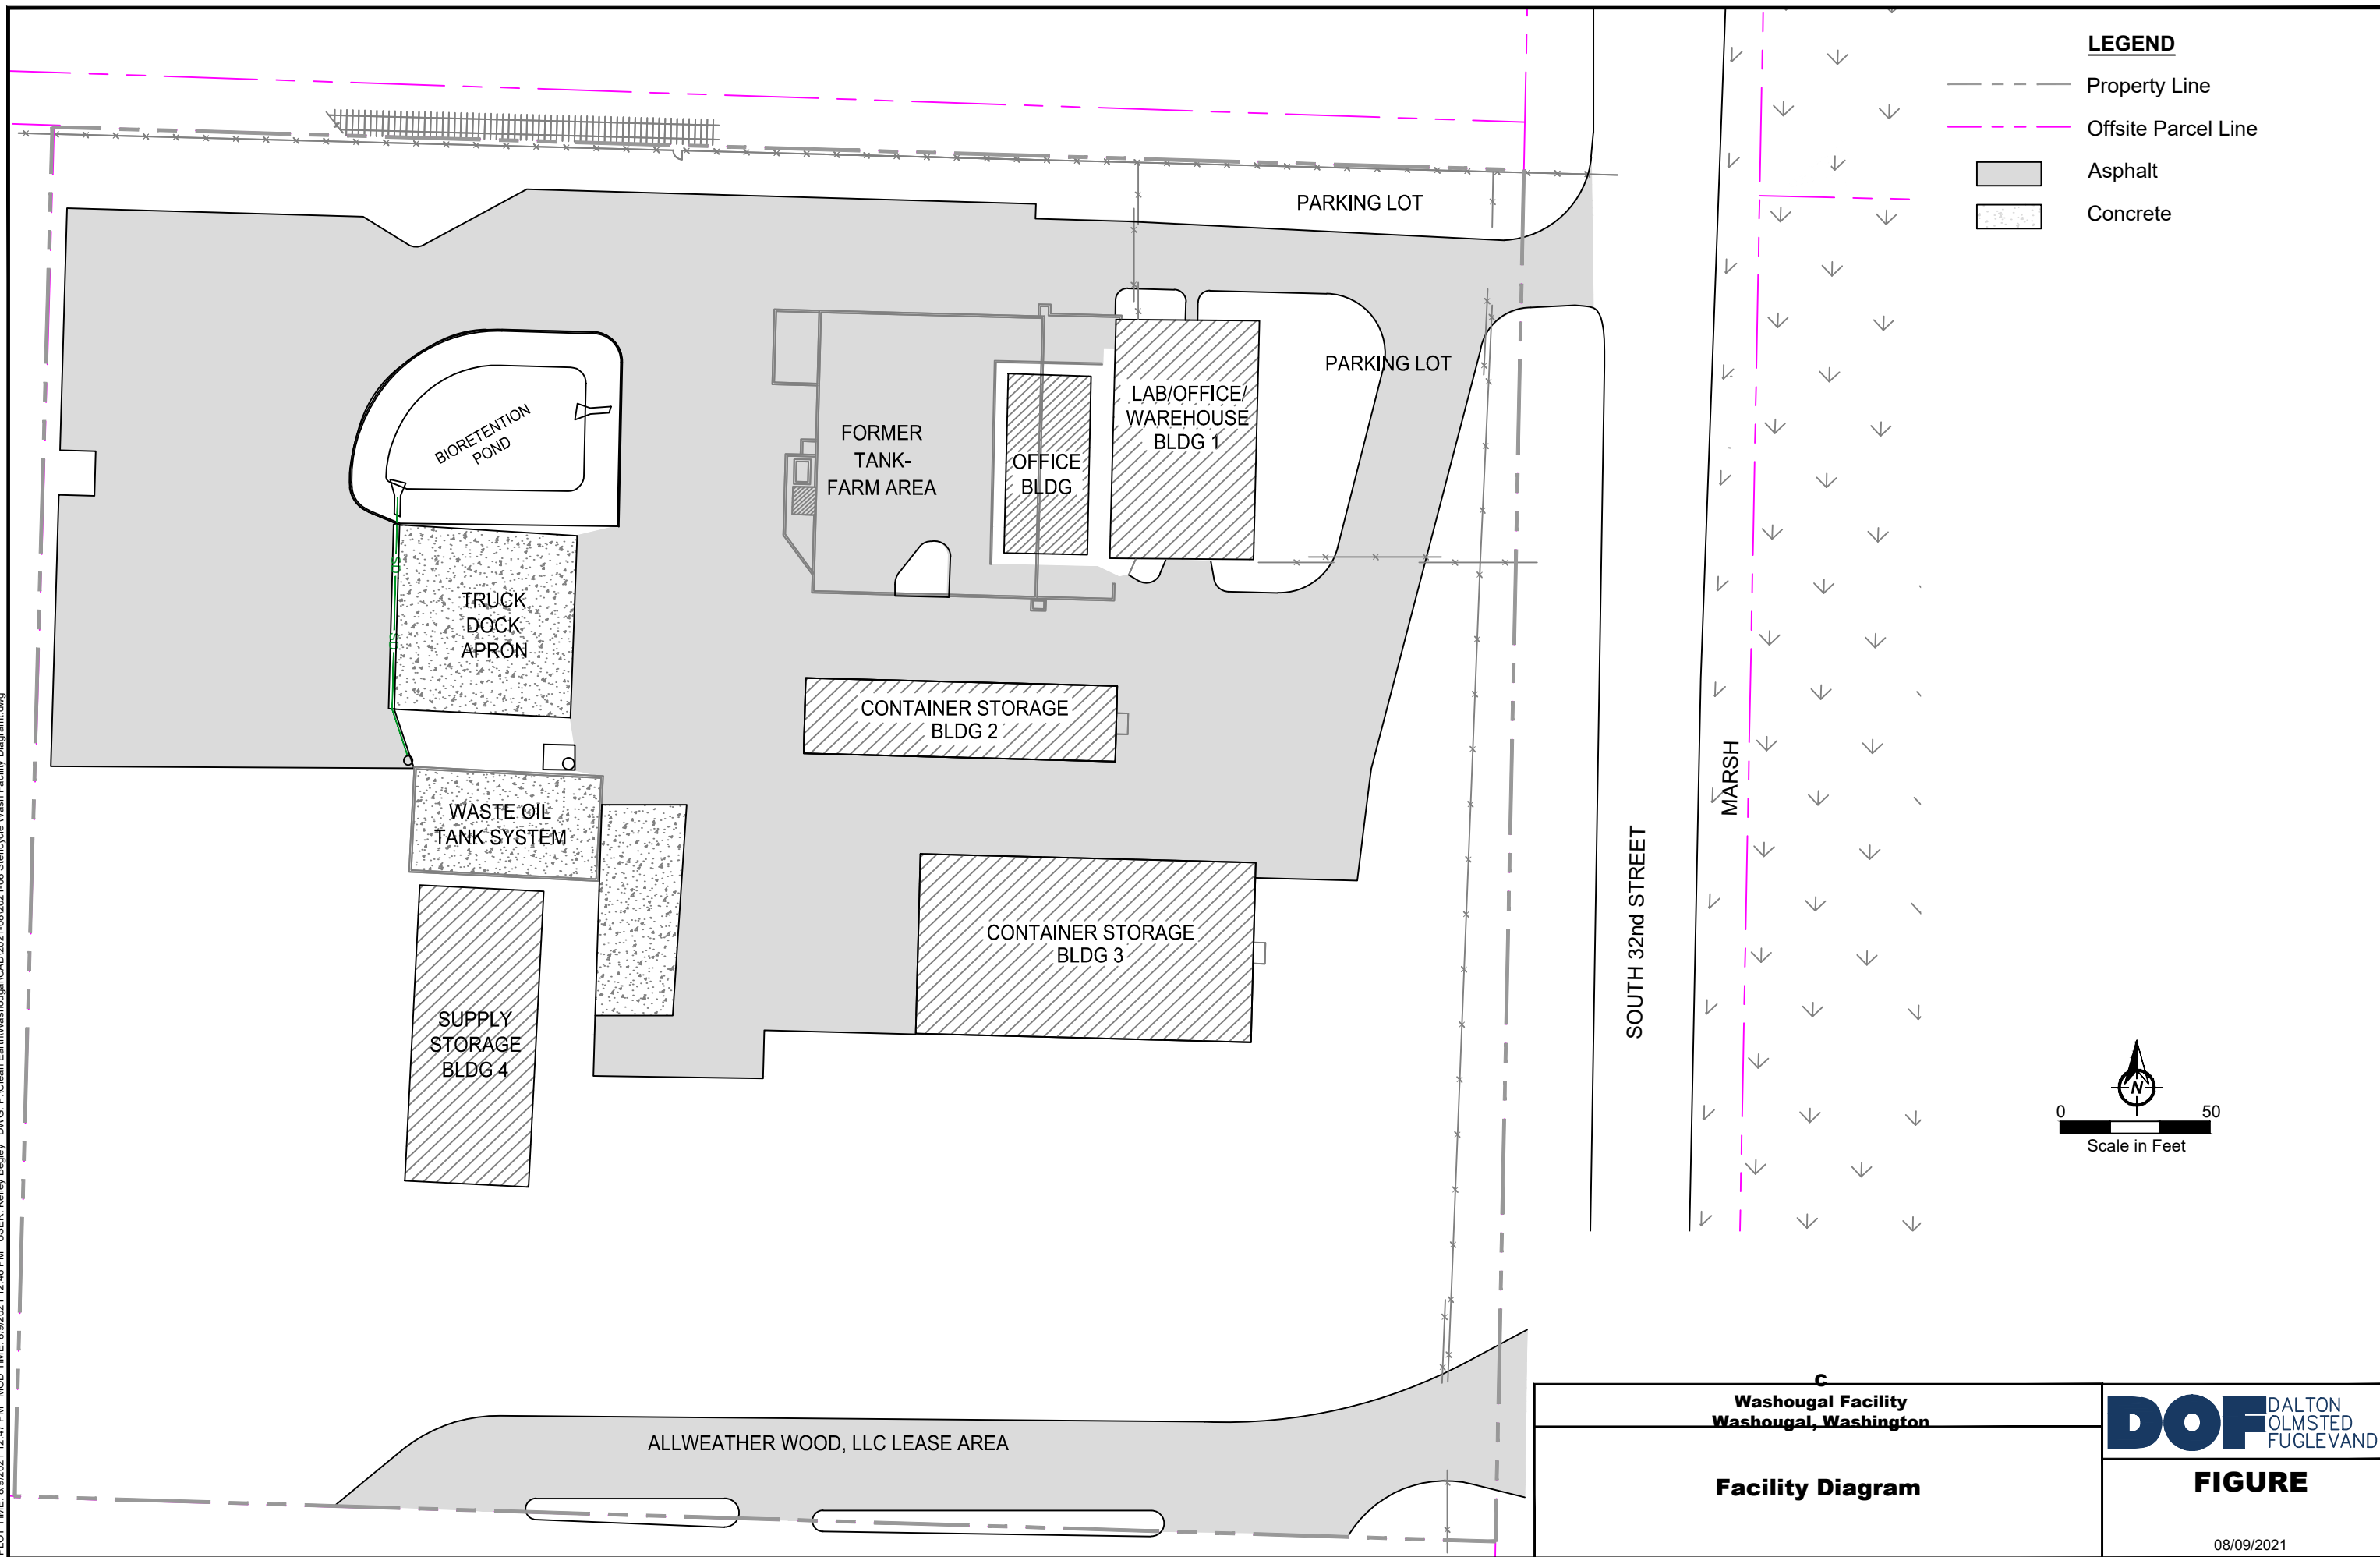 LEGEND
Property Line
Offsite Parcel Line
Asphalt
Concrete
PARKING LOT
PARKING LOT
LAB/OFFICE/
WAREHOUSE
BLDG 1
BIORETENTION
POND
FORMER
TANK-
FARM AREA
OFFICE
BLDG
TRUCK
DOCK
APRON
CONTAINER STORAGE
BLDG 2
WASTE OIL
TANK SYSTEM
CONTAINER STORAGE
BLDG 3
SUPPLY
STORAGE
BLDG 4
SOUTH 32nd STREET
MARSH
N
0 50
Scale in Feet
ALLWEATHER WOOD, LLC LEASE AREA
C
Washougal Facility
Washougal, Washington
Facility Diagram
DOF
DALTON
OLMSTED
FUGLEVAND
FIGURE
08/09/2021